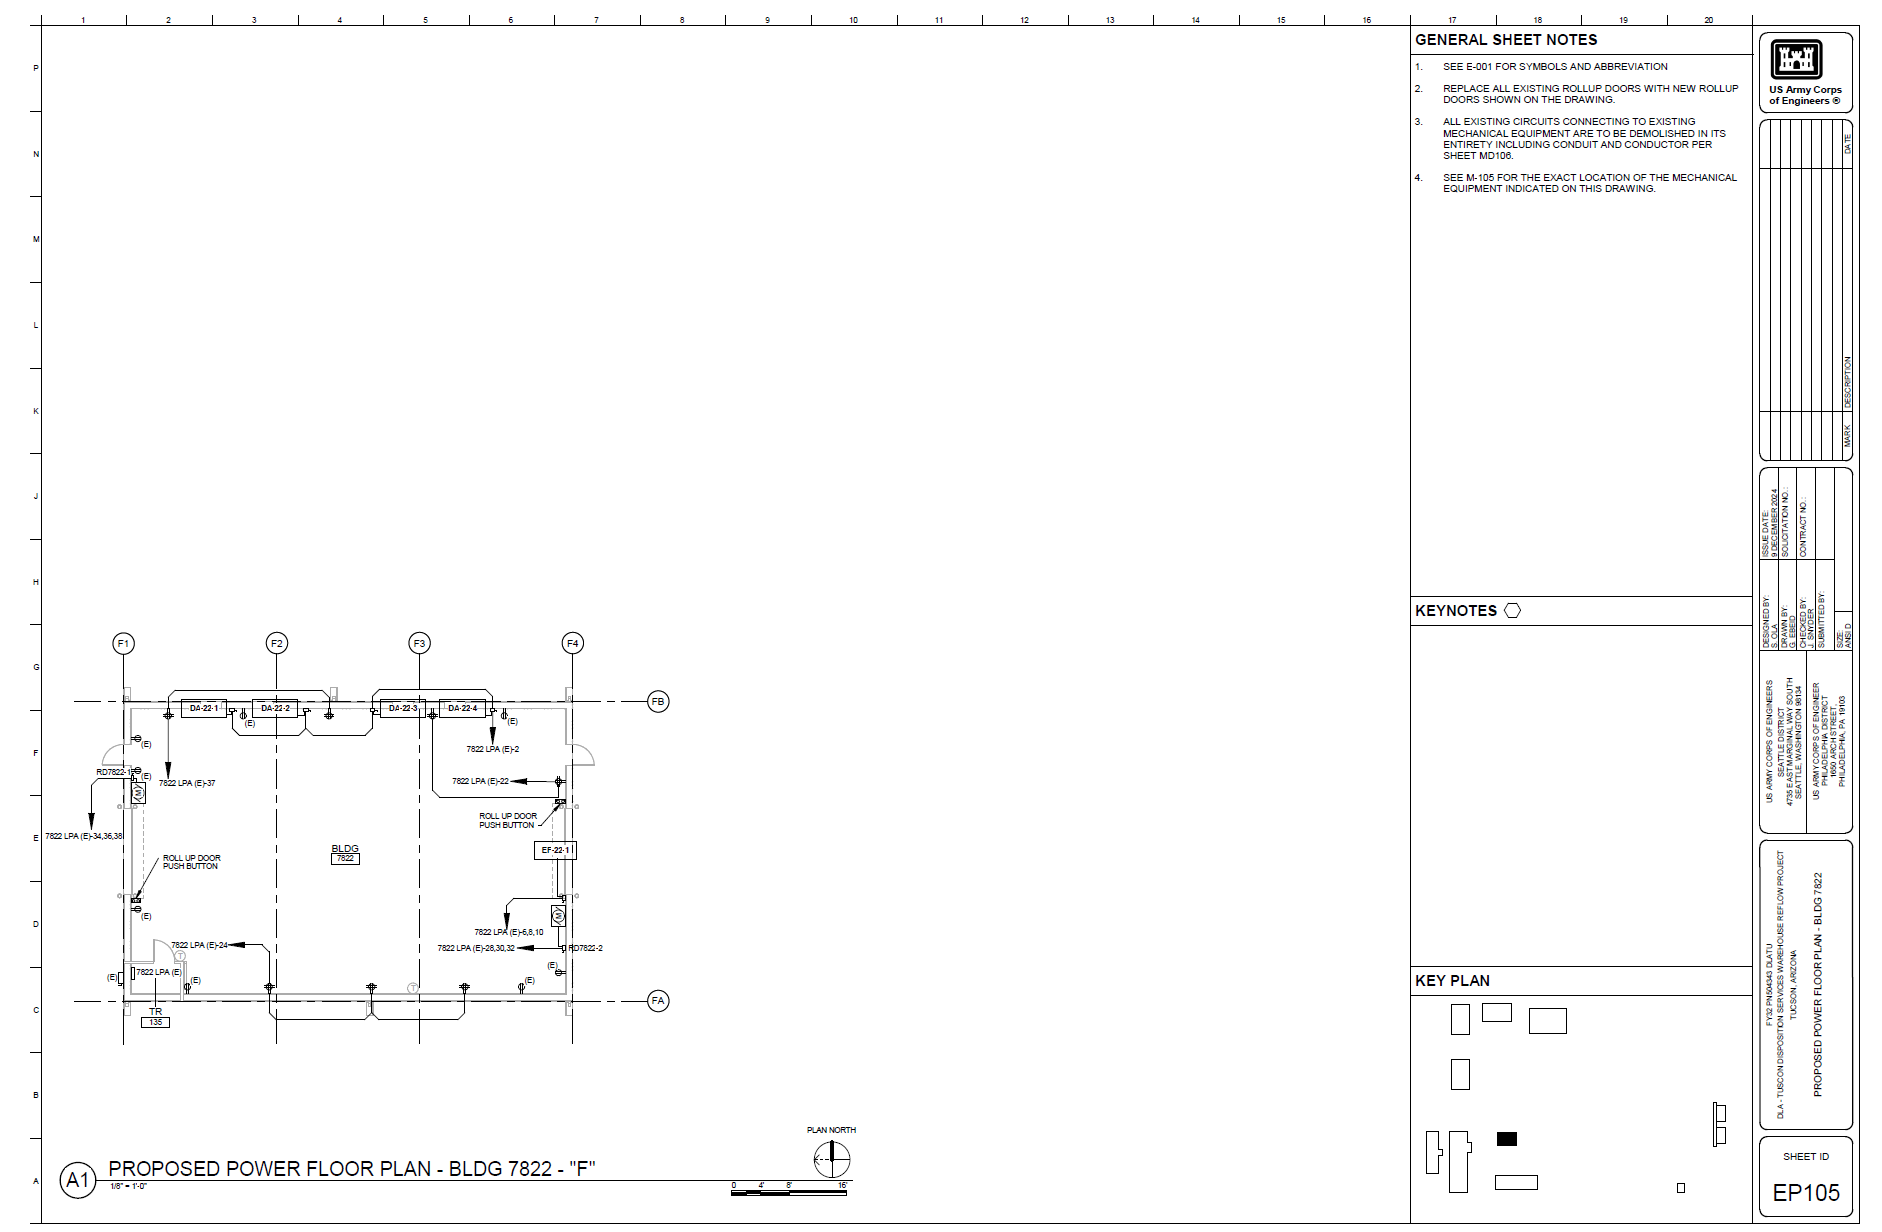 1 2 3 4 5 6 7 8 9 10 11 12 13 14 15 16 17 18 19 20
P
N
M
L
K
J
H
G
F
E
D
C
B
A
GENERAL SHEET NOTES
1. SEE E-001 FOR SYMBOLS AND ABBREVIATION
2. REPLACE ALL EXISTING ROLLUP DOORS WITH NEW ROLLUP
DOORS SHOWN ON THE DRAWING.
3. ALL EXISTING CIRCUITS CONNECTING TO EXISTING
MECHANICAL EQUIPMENT ARE TO BE DEMOLISHED IN ITS
ENTIRETY INCLUDING CONDUIT AND CONDUCTOR PER
SHEET MD106.
4. SEE M-105 FOR THE EXACT LOCATION OF THE MECHANICAL
EQUIPMENT INDICATED ON THIS DRAWING.
KEYNOTES
KEY PLAN
F1 F2 F3 F4
FB
DA-22-1 DA-22-2 DA-22-3 DA-22-4
(E) (E)
(E)
7822 LPA (E)-2
RD7822-1
(E)
7822 LPA (E)-37
7822 LPA (E)-22
M
ROLL UP DOOR
PUSH BUTTON
7822 LPA (E)-34,36,38
BLDG
7822
EF-22-1
ROLL UP DOOR
PUSH BUTTON
(E)
M
7822 LPA (E)-6,8,10
7822 LPA (E)-24
7822 LPA (E)-28,30,32
RD7822-2
T
(E)
(E)
7822 LPA (E)
(E)
(E)
T
FA
TR
135
PLAN NORTH
A1
PROPOSED POWER FLOOR PLAN - BLDG 7822 - "F"
1/8" = 1'-0"
0 4' 8' 16'
US Army Corps
of Engineers ®
DATE
DESCRIPTION
MARK
ISSUE DATE:
9 DECEMBER 2024
SOLICITATION NO.:
CONTRACT NO.:
DESIGNED BY:
S. OLA
DRAWN BY:
G. EBEID
CHECKED BY:
J. SNYDER
SUBMITTED BY:
SIZE:
ANSI D
US ARMY CORPS OF ENGINEERS
SEATTLE DISTRICT
4735 EAST MARGINAL WAY SOUTH
SEATTLE, WASHINGTON 98134
US ARMY CORPS OF ENGINEER
PHILADELPHIA DISTRICT
1650 ARCH STREET,
PHILADELPHIA, PA 19103
FY32 PN504343 DLATU
DLA - TUSCON DISPOSITION SERVICES WAREHOUSE REFLOW PROJECT
TUCSON, ARIZONA
PROPOSED POWER FLOOR PLAN - BLDG 7822
SHEET ID
EP105